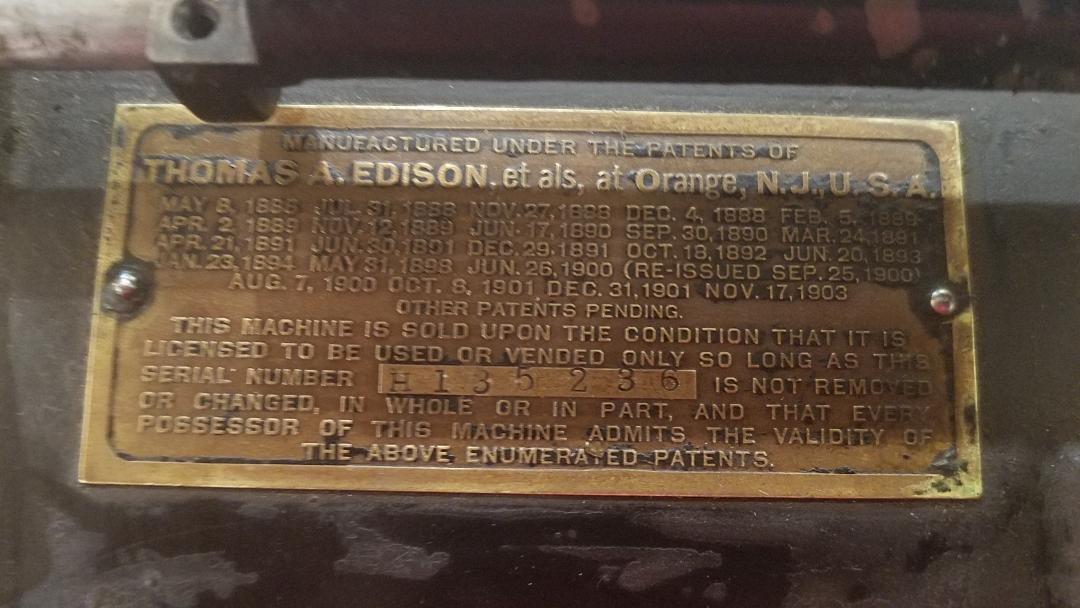 MANUFACTURED UNDER THE PATENTS OF
THOMAS A. EDISON, et als, at Orange, N.J., U.S.A.
MAY 8, 1888 JUL. 31, 1888 NOV. 27, 1888 DEC. 4, 1888 FEB. 5, 1889
APR. 2, 1889 NOV. 12, 1889 JUN. 17, 1890 SEP. 30, 1890 MAR. 24, 1891
APR. 21, 1891 JUN. 30, 1891 DEC. 29, 1891 OCT. 18, 1892 JUN. 20, 1893
JAN. 23, 1894 MAY 31, 1898 JUN. 26, 1900 (RE-ISSUED SEP. 25, 1900)
AUG. 7, 1900 OCT. 8, 1901 DEC. 31, 1901 NOV. 17, 1903
OTHER PATENTS PENDING.
THIS MACHINE IS SOLD UPON THE CONDITION THAT IT IS
LICENSED TO BE USED OR VENDED ONLY SO LONG AS THIS
SERIAL NUMBER H135236 IS NOT REMOVED
OR CHANGED, IN WHOLE OR IN PART, AND THAT EVERY
POSSESSOR OF THIS MACHINE ADMITS THE VALIDITY OF
THE ABOVE ENUMERATED PATENTS.